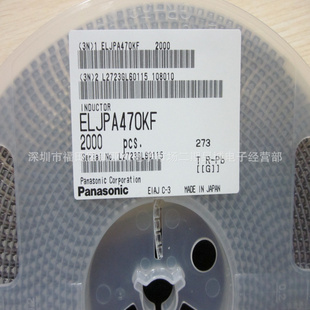 (3N)1 ELJPA470KF 2000
(3N)2 L27239L60115 108010
INDUCTOR
ELJPA470KF
2000 pcs.
273
T R-Pb
[[G]]
Panasonic Corporation
Panasonic
EIAJ C-3
MADE IN JAPAN